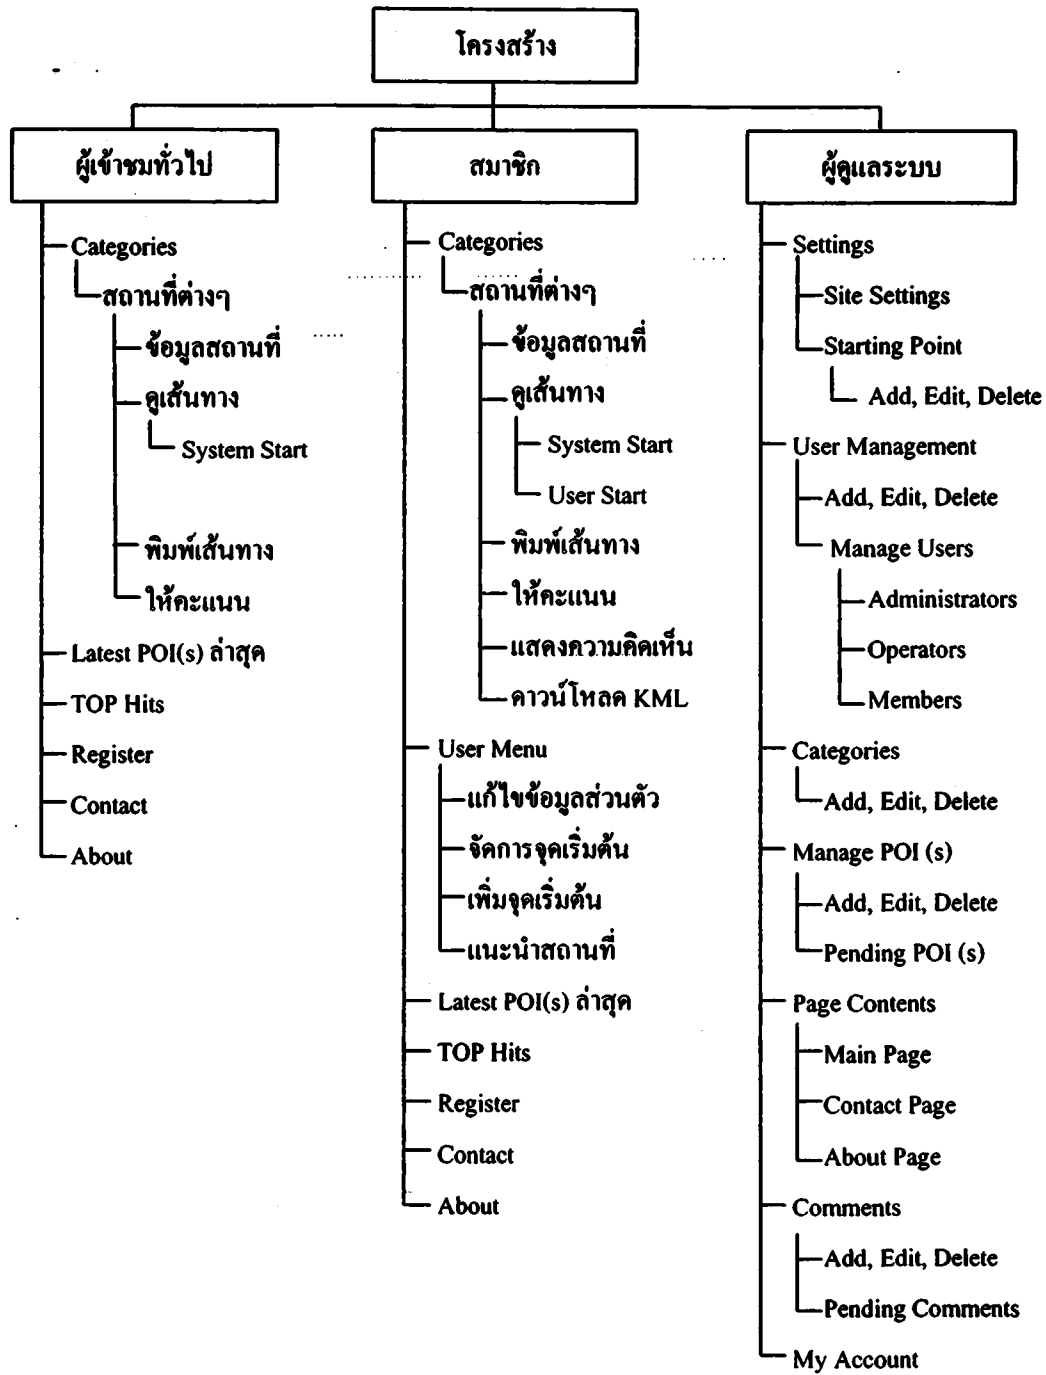 โครงสร้าง
ผู้เข้าชมทั่วไป
Categories
สถานที่ต่างๆ
ข้อมูลสถานที่
ดูเส้นทาง
System Start
พิมพ์เส้นทาง
ให้คะแนน
Latest POI(s) ล่าสุด
TOP Hits
Register
Contact
About
สมาชิก
Categories
สถานที่ต่างๆ
ข้อมูลสถานที่
ดูเส้นทาง
System Start
User Start
พิมพ์เส้นทาง
ให้คะแนน
แสดงความคิดเห็น
ดาวน์โหลด KML
User Menu
แก้ไขข้อมูลส่วนตัว
จัดการจุดเริ่มต้น
เพิ่มจุดเริ่มต้น
แนะนำสถานที่
Latest POI(s) ล่าสุด
TOP Hits
Register
Contact
About
ผู้ดูแลระบบ
Settings
Site Settings
Starting Point
Add, Edit, Delete
User Management
Add, Edit, Delete
Manage Users
Administrators
Operators
Members
Categories
Add, Edit, Delete
Manage POI (s)
Add, Edit, Delete
Pending POI (s)
Page Contents
Main Page
Contact Page
About Page
Comments
Add, Edit, Delete
Pending Comments
My Account